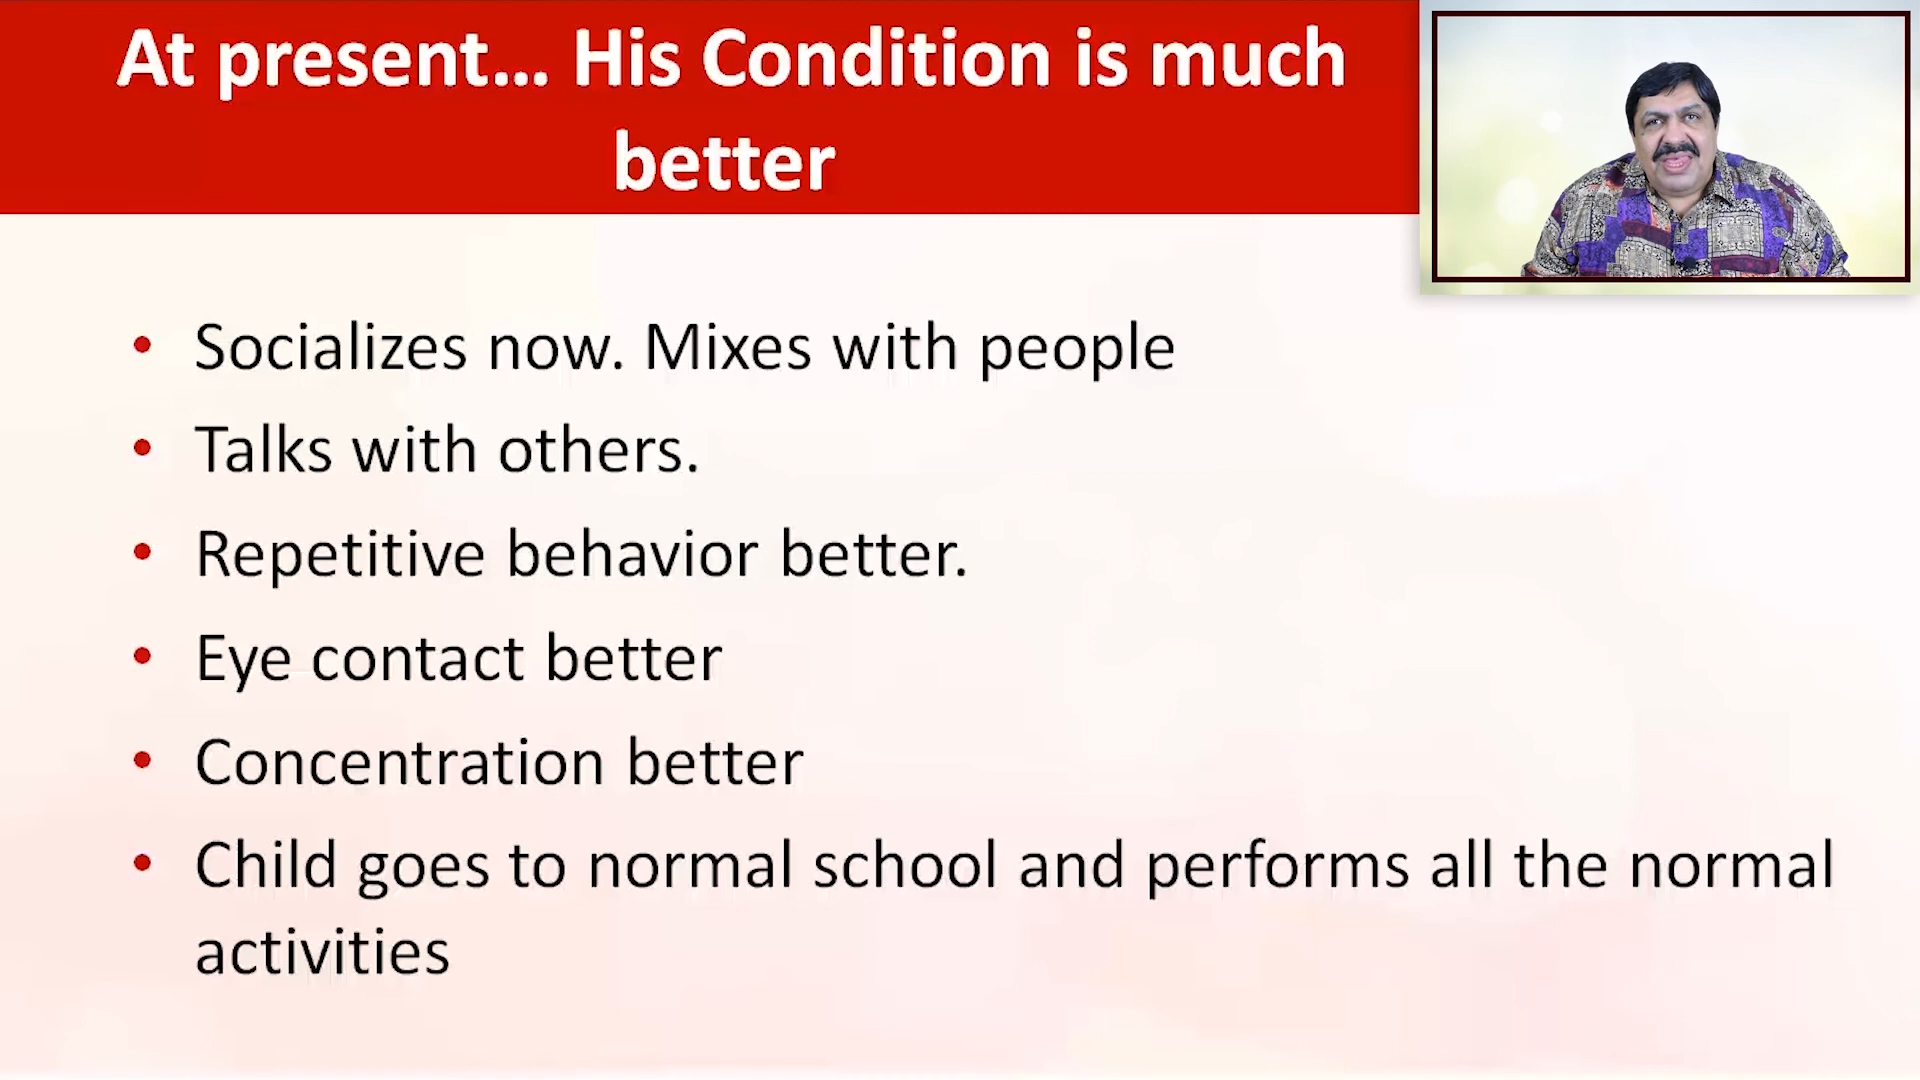 At present... His Condition is much
better
• Socializes now. Mixes with people
• Talks with others.
• Repetitive behavior better.
• Eye contact better
• Concentration better
• Child goes to normal school and performs all the normal
activities